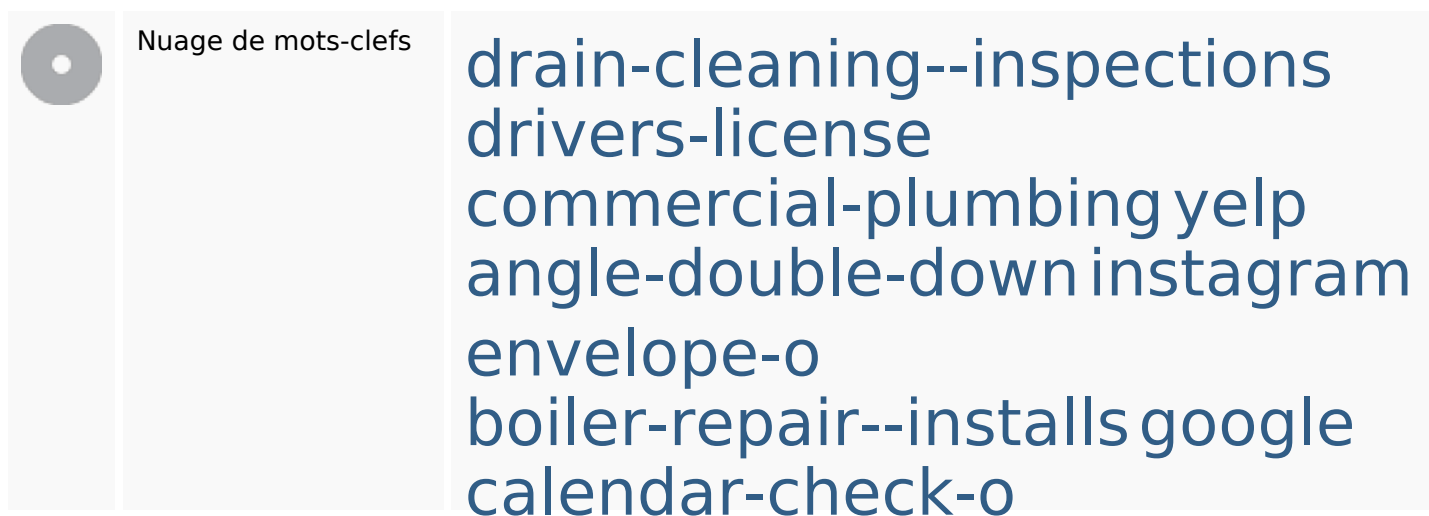 Nuage de mots-clefs
drain-cleaning--inspections
drivers-license
commercial-plumbing yelp
angle-double-down instagram
envelope-o
boiler-repair--installs google
calendar-check-o